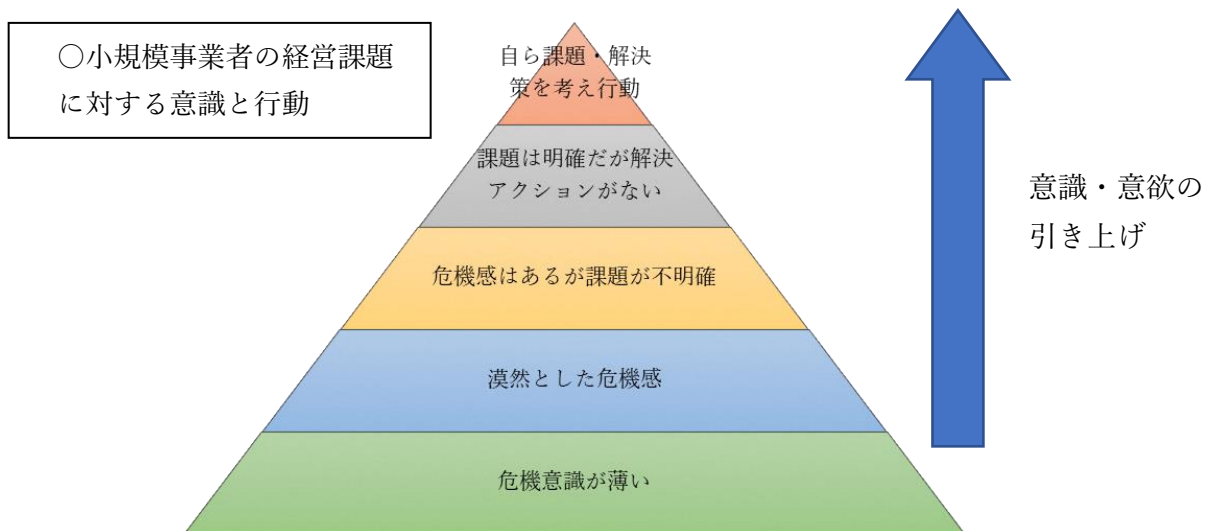 〇小規模事業者の経営課題
に対する意識と行動
自ら課題・解決
策を考え行動
課題は明確だが解決
アクションがない
危機感はあるが課題が不明確
漠然とした危機感
危機意識が薄い
意識・意欲の
引き上げ